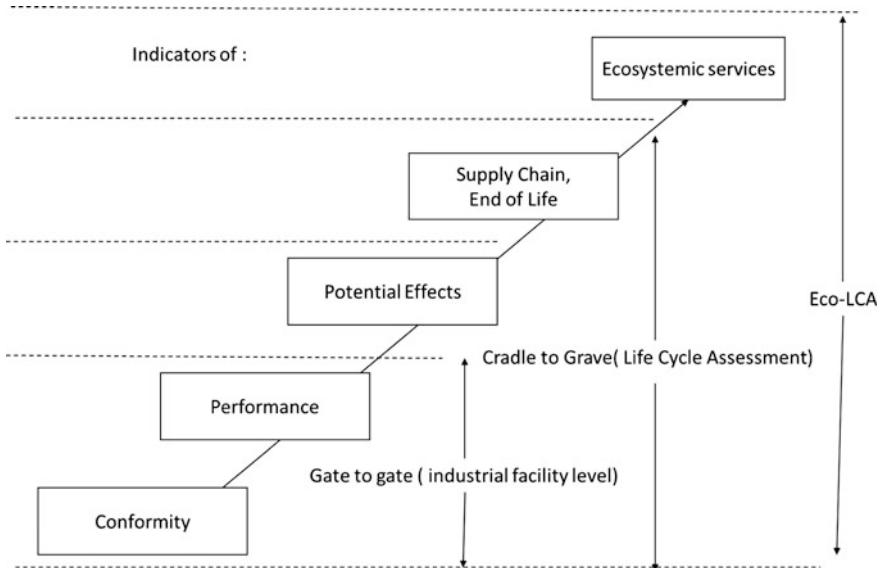 Indicators of :
Ecosystemic services
Supply Chain,
End of Life
Potential Effects
Eco-LCA
Cradle to Grave( Life Cycle Assessment)
Performance
Gate to gate ( industrial facility level)
Conformity